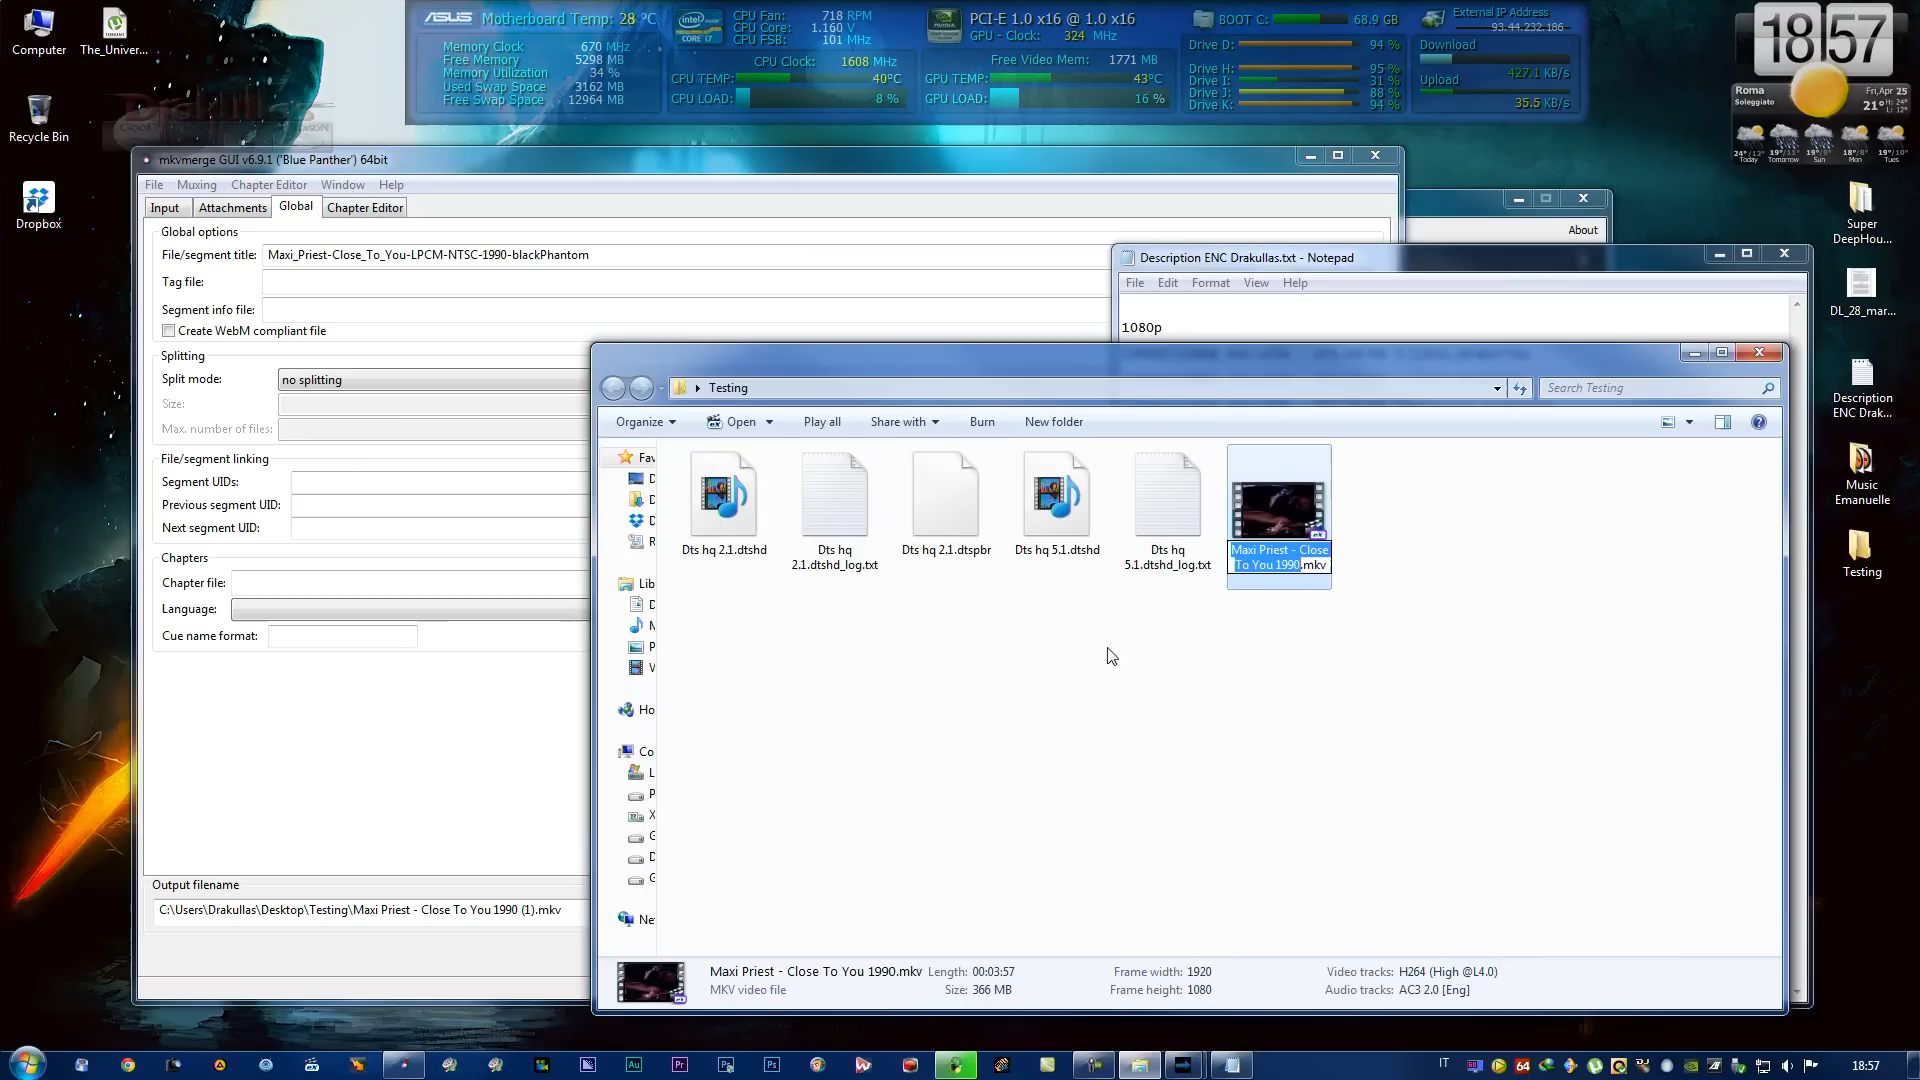 Computer
The_Univer...
Recycle Bin
Dropbox
ASUS Motherboard Temp: 28 °C
Memory Clock 670 MHz
Free Memory 5298 MB
Memory Utilization 34 %
Used Swap Space 3162 MB
Free Swap Space 12964 MB
CPU Fan: 718 RPM
CPU Core: 1.160 V
CPU FSB: 101 MHz
CPU Clock: 1608 MHz
CPU TEMP: 40°C
CPU LOAD: 8 %
PCI-E 1.0 x16 @ 1.0 x16
GPU - Clock: 324 MHz
Free Video Mem: 1771 MB
GPU TEMP: 43°C
GPU LOAD: 16 %
BOOT C: 68.9 GB
Drive D: 94 %
Drive H: 95 %
Drive I: 31 %
Drive J: 88 %
Drive K: 94 %
External IP Address
93.44.232.186
Download
427.1 KB/s
Upload
35.5 KB/s
18 57
Roma
Soleggiato
Fri, Apr 25
21° H: 24° L: 12°
24°/12° 19°/11° 19°/9° 18°/8° 19°/10°
Today Tomorrow Sun Mon Tues
Super
DeepHou...
DL_28_mar...
Description
ENC Drak...
Music
Emanuelle
Testing
mkvmerge GUI v6.9.1 ('Blue Panther') 64bit
File Muxing Chapter Editor Window Help
Input Attachments Global Chapter Editor
Global options
File/segment title: Maxi_Priest-Close_To_You-LPCM-NTSC-1990-blackPhantom
Tag file:
Segment info file:
Create WebM compliant file
Splitting
Split mode: no splitting
Size:
Max. number of files:
File/segment linking
Segment UIDs:
Previous segment UID:
Next segment UID:
Chapters
Chapter file:
Language:
Cue name format:
Output filename
C:\Users\Drakullas\Desktop\Testing\Maxi Priest - Close To You 1990 (1).mkv
About
Description ENC Drakullas.txt - Notepad
File Edit Format View Help
1080p
Testing
Search Testing
Organize Open Play all Share with Burn New folder
Fav
D
D
D
R
Lib
D
M
P
V
Ho
Co
L
P
X
G
D
G
Ne
Dts hq 2.1.dtshd
Dts hq
2.1.dtshd_log.txt
Dts hq 2.1.dtspbr
Dts hq 5.1.dtshd
Dts hq
5.1.dtshd_log.txt
Maxi Priest - Close
To You 1990.mkv
Maxi Priest - Close To You 1990.mkv Length: 00:03:57 Frame width: 1920 Video tracks: H264 (High @L4.0)
MKV video file Size: 366 MB Frame height: 1080 Audio tracks: AC3 2.0 [Eng]
Au
Pr
Ps
IT
64
18:57